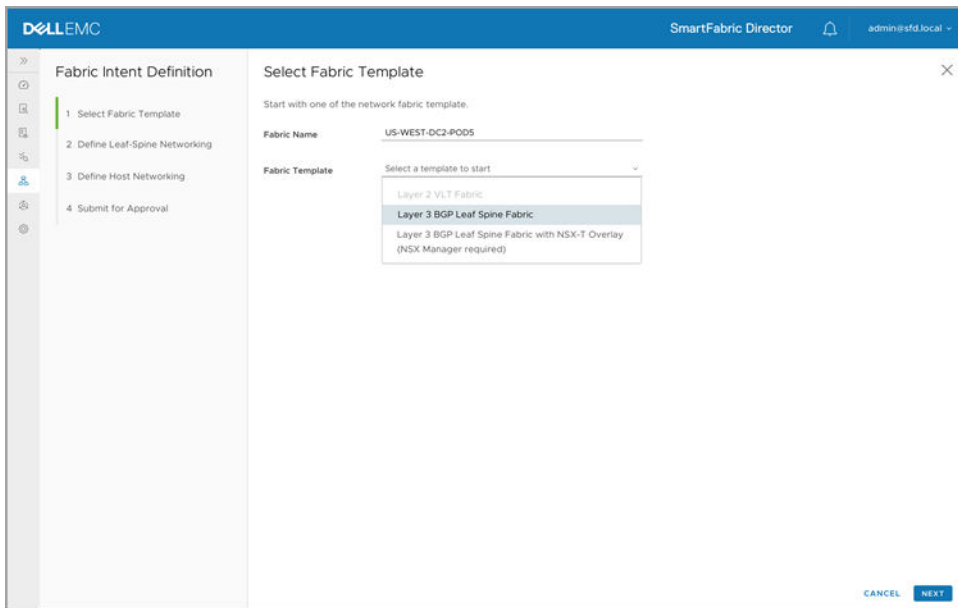 DELLEMC
SmartFabric Director
admin@sfd.local
Fabric Intent Definition
1 Select Fabric Template
2 Define Leaf-Spine Networking
3 Define Host Networking
4 Submit for Approval
Select Fabric Template
Start with one of the network fabric template.
Fabric Name US-WEST-DC2-POD5
Fabric Template Select a template to start
Layer 2 VLT Fabric
Layer 3 BGP Leaf Spine Fabric
Layer 3 BGP Leaf Spine Fabric with NSX-T Overlay
(NSX Manager required)
CANCEL NEXT